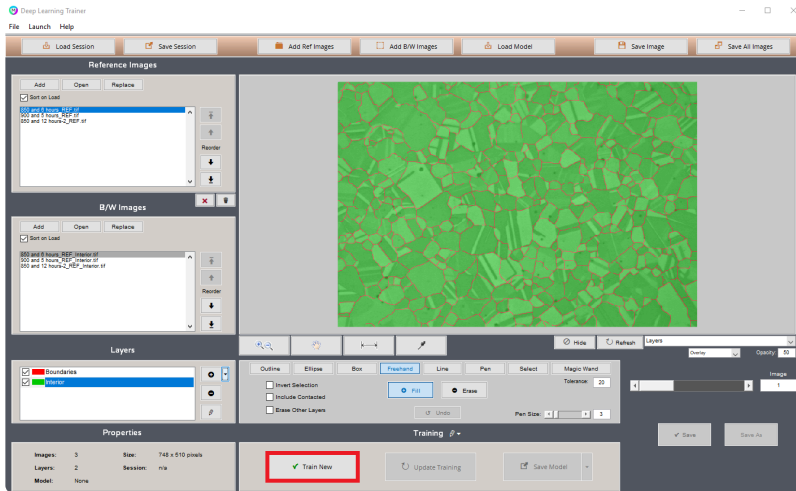 Deep Learning Trainer
File Launch Help
Load Session Save Session Add Ref Images Add B/W Images Load Model Save Image Save All Images
Reference Images
Add Open Replace
Sort on Load
850 and 6 hours_REF.tif
900 and 5 hours_REF.tif
850 and 12 hours-2_REF.tif
Reorder
B/W Images
Add Open Replace
Sort on Load
850 and 6 hours_REF_Interior.tif
900 and 5 hours_REF_Interior.tif
850 and 12 hours-2_REF_Interior.tif
Reorder
Layers
Boundaries
Interior
Properties
Images: 3 Size: 748 x 510 pixels
Layers: 2 Session: n/a
Model: None
Hide Refresh Layers
Overlay Opacity: 50
Outline Ellipse Box Freehand Line Pen Select Magic Wand
Invert Selection
Include Contacted
Erase Other Layers
Fill Erase
Undo
Tolerance: 20
Pen Size: 3
Image
1
Save Save As
Training
Train New Update Training Save Model